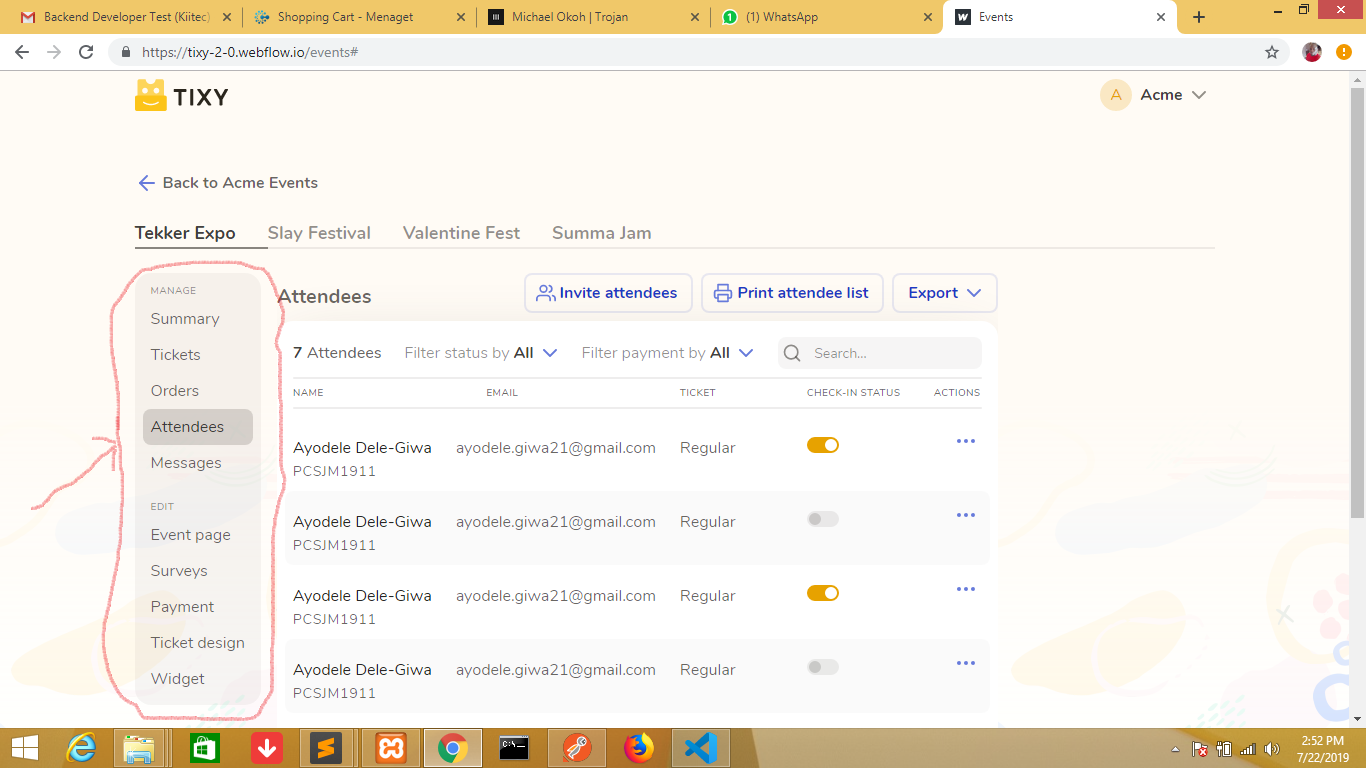 Backend Developer Test (Kiitec)
Shopping Cart - Menaget
Michael Okoh | Trojan
(1) WhatsApp
Events
https://tixy-2-0.webflow.io/events#
TIXY
A Acme
Back to Acme Events
Tekker Expo Slay Festival Valentine Fest Summa Jam
MANAGE
Summary
Tickets
Orders
Attendees
Messages
EDIT
Event page
Surveys
Payment
Ticket design
Widget
Attendees Invite attendees Print attendee list Export
7 Attendees Filter status by All Filter payment by All Search...
NAME EMAIL TICKET CHECK-IN STATUS ACTIONS
Ayodele Dele-Giwa ayodele.giwa21@gmail.com Regular
PCSJM1911
Ayodele Dele-Giwa ayodele.giwa21@gmail.com Regular
PCSJM1911
Ayodele Dele-Giwa ayodele.giwa21@gmail.com Regular
PCSJM1911
Ayodele Dele-Giwa ayodele.giwa21@gmail.com Regular
PCSJM1911
2:52 PM
7/22/2019